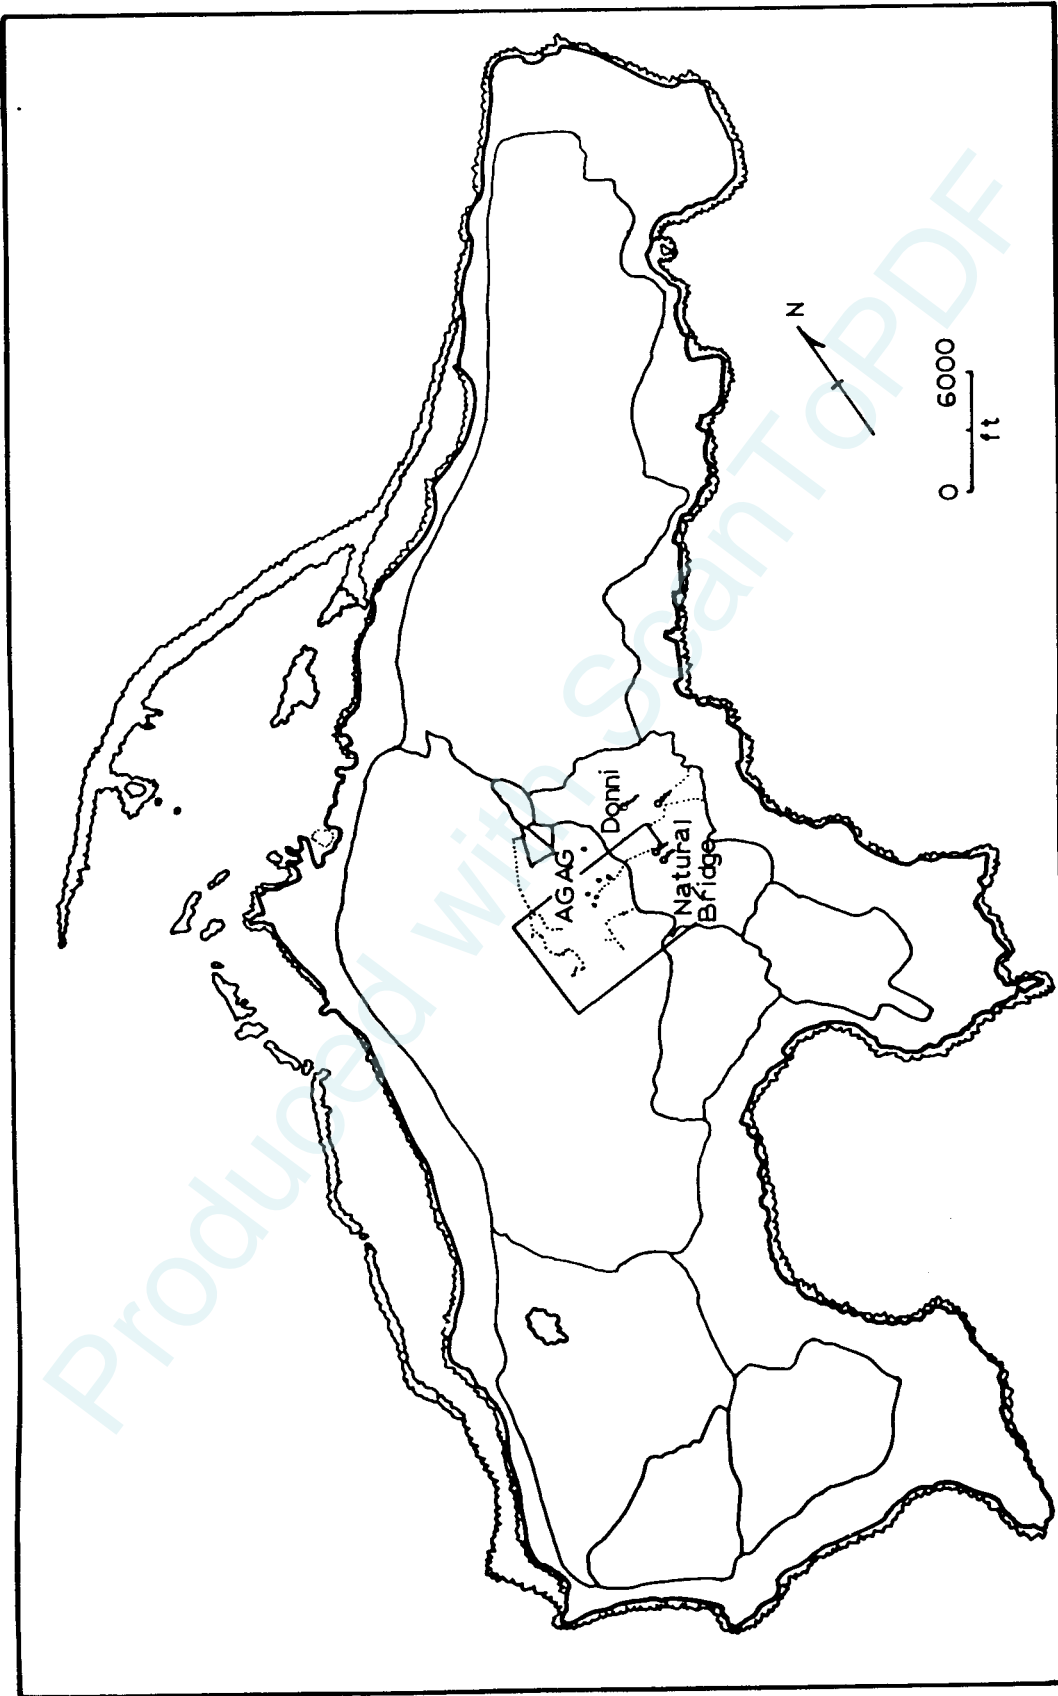 AGAG
Donni
Natural
Bridge
N
0 6000
ft
Produced with ScanToPDF